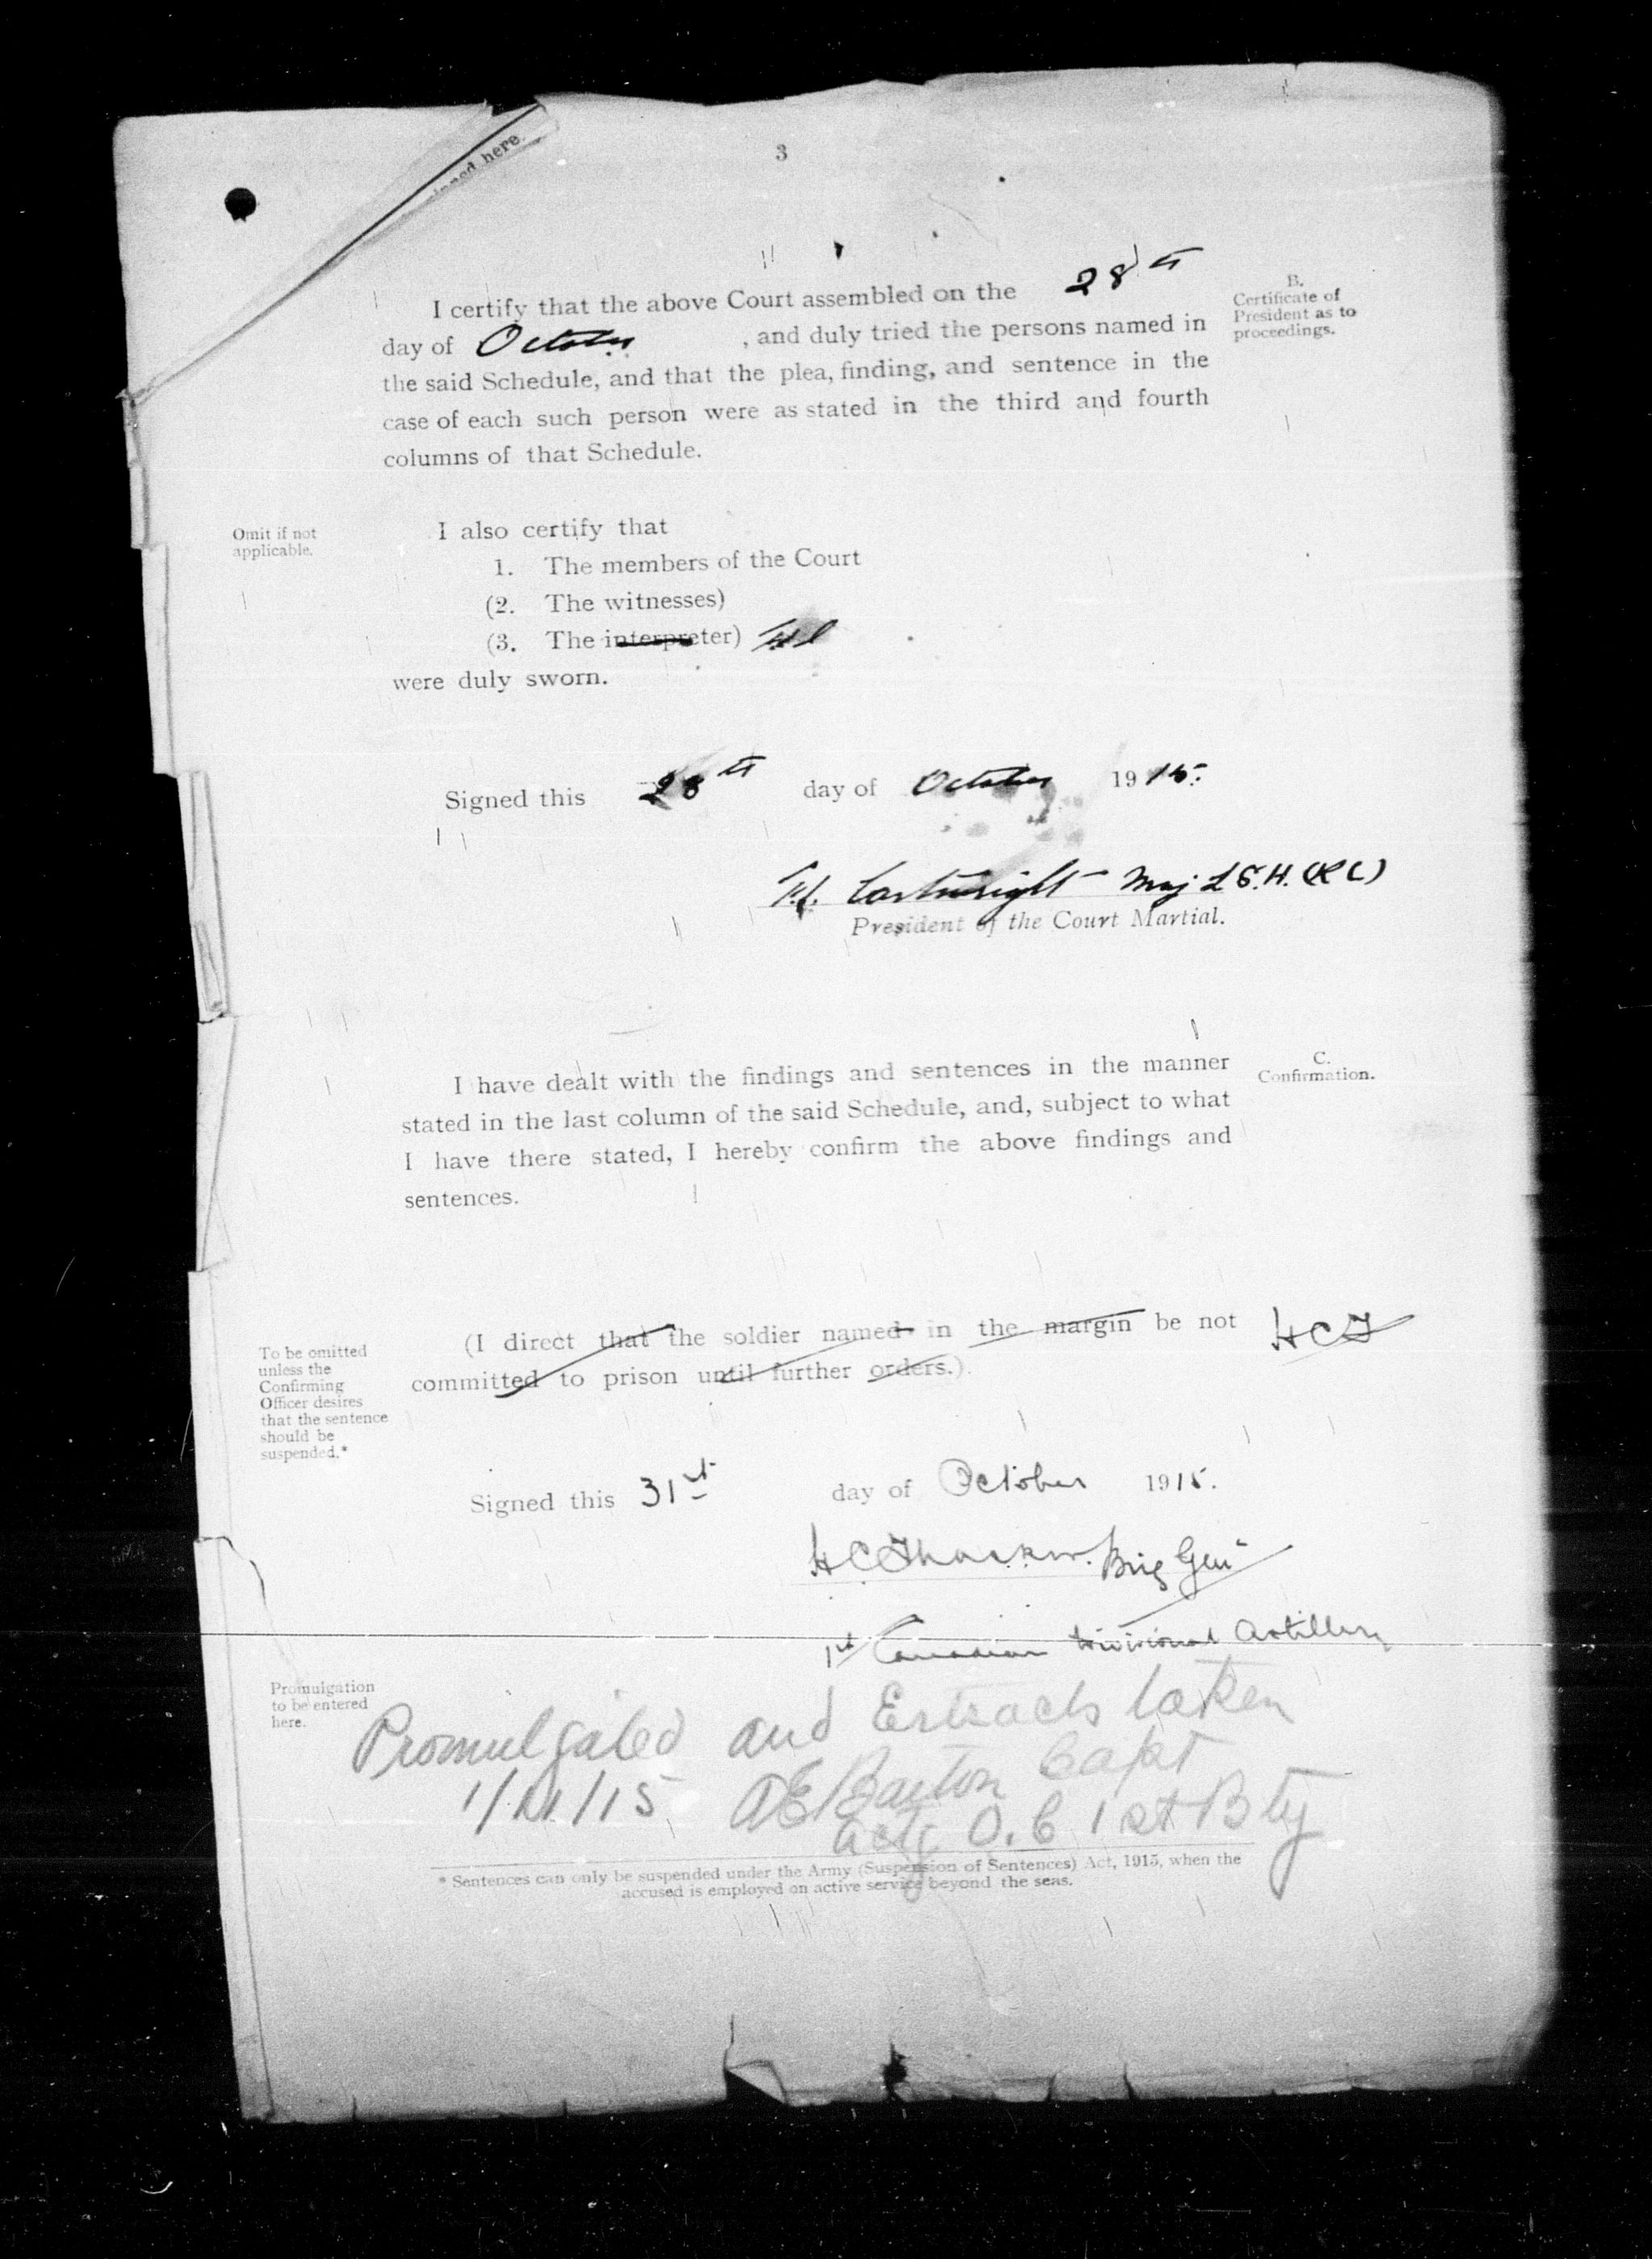 here.
3
I certify that the above Court assembled on the 28th
day of October , and duly tried the persons named in
the said Schedule, and that the plea, finding, and sentence in the
case of each such person were as stated in the third and fourth
columns of that Schedule.
B.
Certificate of
President as to
proceedings.
Omit if not
applicable.
I also certify that
1. The members of the Court
(2. The witnesses)
(3. The interpreter)
were duly sworn.
Signed this 28th day of October 1915.
Cartwright Maj L.S.H. (R C)
President of the Court Martial.
I have dealt with the findings and sentences in the manner
stated in the last column of the said Schedule, and, subject to what
I have there stated, I hereby confirm the above findings and
sentences.
C.
Confirmation.
To be omitted
unless the
Confirming
Officer desires
that the sentence
should be
suspended.*
(I direct that the soldier named in the margin be not
committed to prison until further orders.)
HCT
Signed this 31st day of October 1915.
HCThacker. Brig Gen
1st Canadian Divisional Artillery
Promulgation
to be entered
here.
Promulgated and Extracts taken
1/11/15 AE Barton Capt
actg O.C 1st Bty
* Sentences can only be suspended under the Army (Suspension of Sentences) Act, 1915, when the
accused is employed on active service beyond the seas.